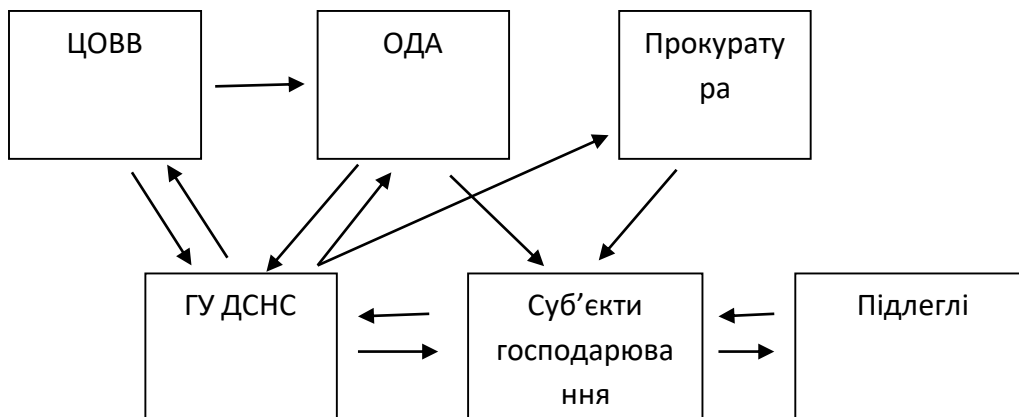 ЦОВВ
ОДА
Прокурату
ра
ГУ ДСНС
Суб’єкти
господарюва
ння
Підлеглі